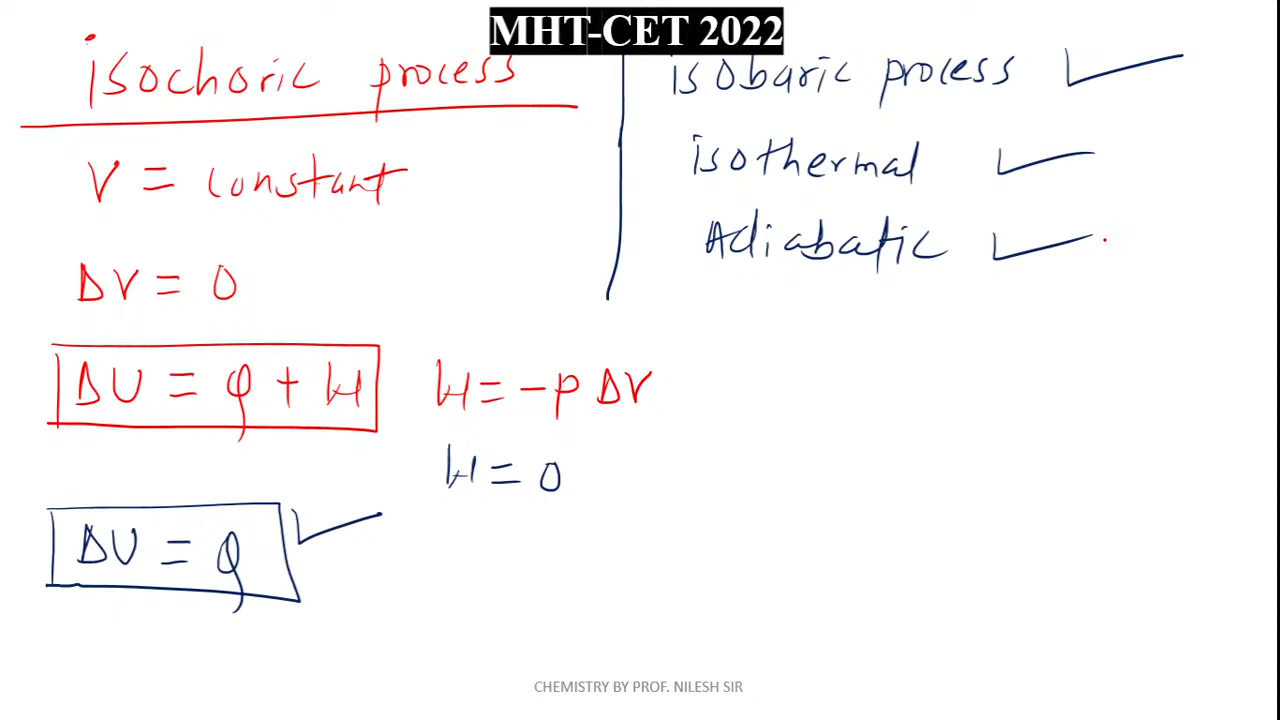 MHT-CET 2022
isochoric process
V = constant
ΔV = 0
ΔU = Q + W
W = -P ΔV
W = 0
ΔU = Q
isobaric process
isothermal
Adiabatic
CHEMISTRY BY PROF. NILESH SIR